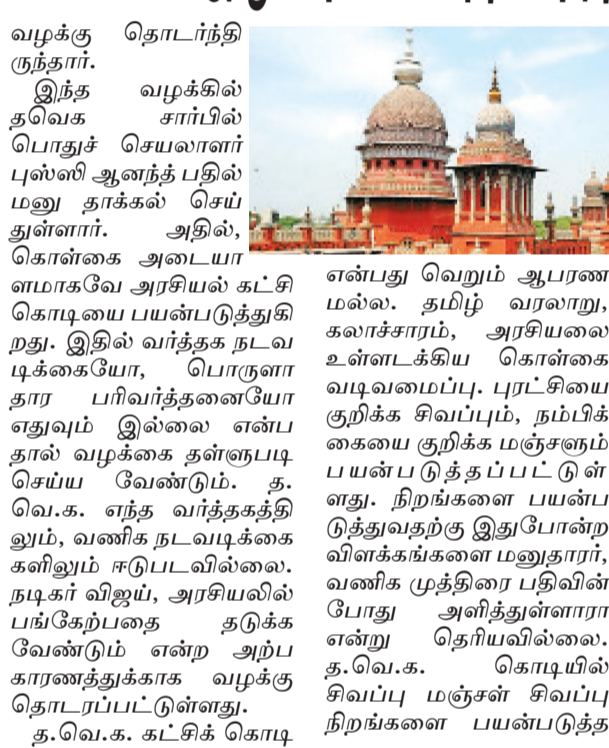 வழக்கு தொடர்ந்தி
ருந்தார்.
இந்த வழக்கில்
தவெக சார்பில்
பொதுச் செயலாளர்
புஸ்ஸி ஆனந்த் பதில்
மனு தாக்கல் செய்
துள்ளார். அதில்,
கொள்கை அடையா
ளமாகவே அரசியல் கட்சி
கொடியை பயன்படுத்துகி
றது. இதில் வர்த்தக நடவ
டிக்கையோ, பொருளா
தார பரிவர்த்தனையோ
எதுவும் இல்லை என்ப
தால் வழக்கை தள்ளுபடி
செய்ய வேண்டும். த.
வெ.க. எந்த வர்த்தகத்தி
லும், வணிக நடவடிக்கை
களிலும் ஈடுபடவில்லை.
நடிகர் விஜய், அரசியலில்
பங்கேற்பதை தடுக்க
வேண்டும் என்ற அற்ப
காரணத்துக்காக வழக்கு
தொடரப்பட்டுள்ளது.
த.வெ.க. கட்சிக் கொடி
என்பது வெறும் ஆபரண
மல்ல. தமிழ் வரலாறு,
கலாச்சாரம், அரசியலை
உள்ளடக்கிய கொள்கை
வடிவமைப்பு. புரட்சியை
குறிக்க சிவப்பும், நம்பிக்
கையை குறிக்க மஞ்சளும்
பயன்படுத்தப்பட்டுள்
ளது. நிறங்களை பயன்ப
டுத்துவதற்கு இதுபோன்ற
விளக்கங்களை மனுதாரர்,
வணிக முத்திரை பதிவின்
போது அளித்துள்ளாரா
என்று தெரியவில்லை.
த.வெ.க. கொடியில்
சிவப்பு மஞ்சள் சிவப்பு
நிறங்களை பயன்படுத்த